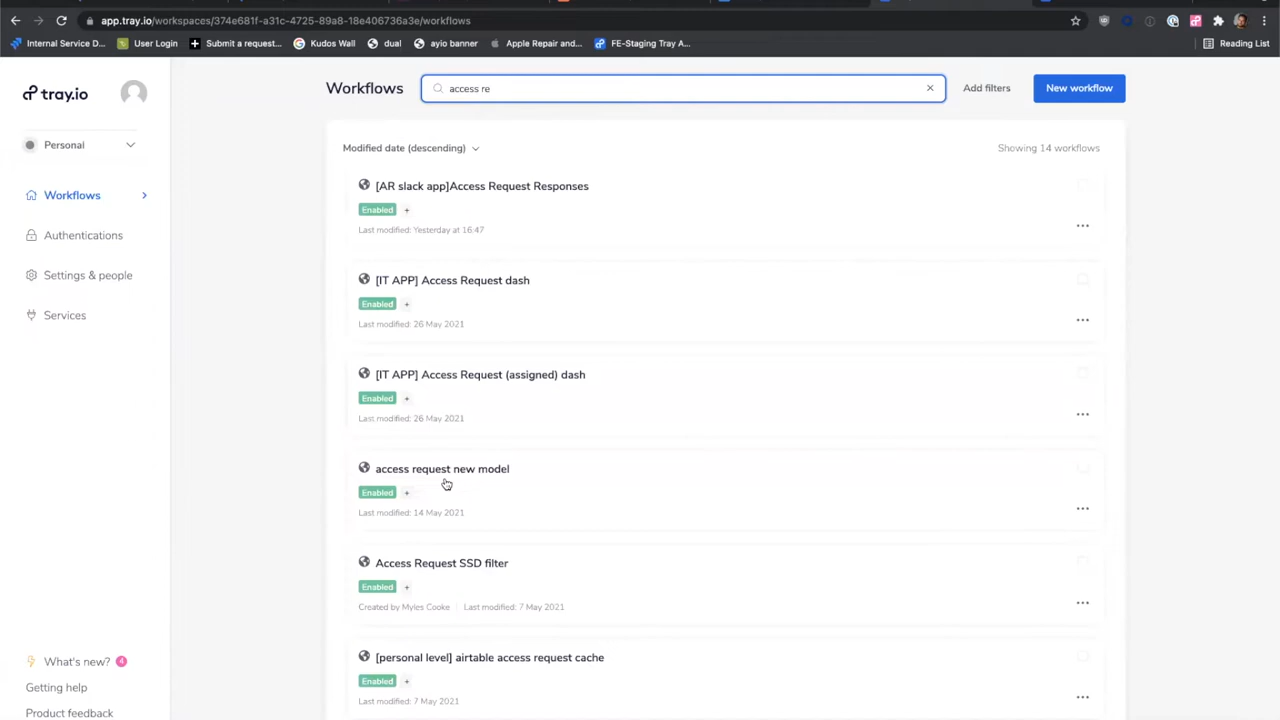 app.tray.io/workspaces/374e681f-a31c-4725-89a8-18e406736a3e/workflows
Internal Service D... User Login Submit a request... Kudos Wall dual ayio banner Apple Repair and... FE-Staging Tray A... Reading List
tray.io
Workflows access re Add filters New workflow
Personal
Modified date (descending) Showing 14 workflows
Workflows
Authentications
Settings & people
Services
[AR slack app]Access Request Responses
Enabled +
Last modified: Yesterday at 16:47
[IT APP] Access Request dash
Enabled +
Last modified: 26 May 2021
[IT APP] Access Request (assigned) dash
Enabled +
Last modified: 26 May 2021
access request new model
Enabled +
Last modified: 14 May 2021
Access Request SSD filter
Enabled +
Created by Myles Cooke Last modified: 7 May 2021
[personal level] airtable access request cache
Enabled +
Last modified: 7 May 2021
What's new? 4
Getting help
Product feedback